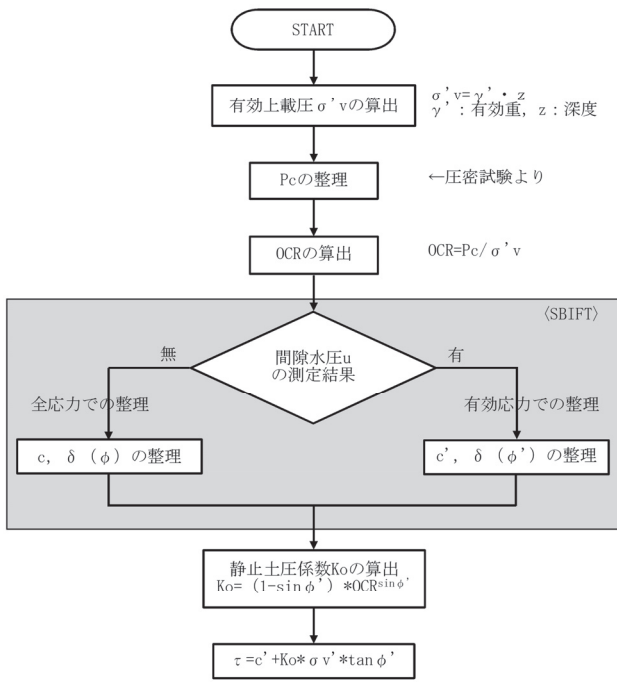 START
有効上載圧σ'vの算出
σ'v=γ'・z
γ':有効重, z:深度
Pcの整理
←圧密試験より
OCRの算出
OCR=Pc/σ'v
〈SBIFT〉
間隙水圧u
の測定結果
無
有
全応力での整理
有効応力での整理
c, δ (φ) の整理
c', δ (φ') の整理
静止土圧係数Koの算出
Ko= (1-sinφ') *OCR^sinφ'
τ=c'+Ko*σv'*tanφ'